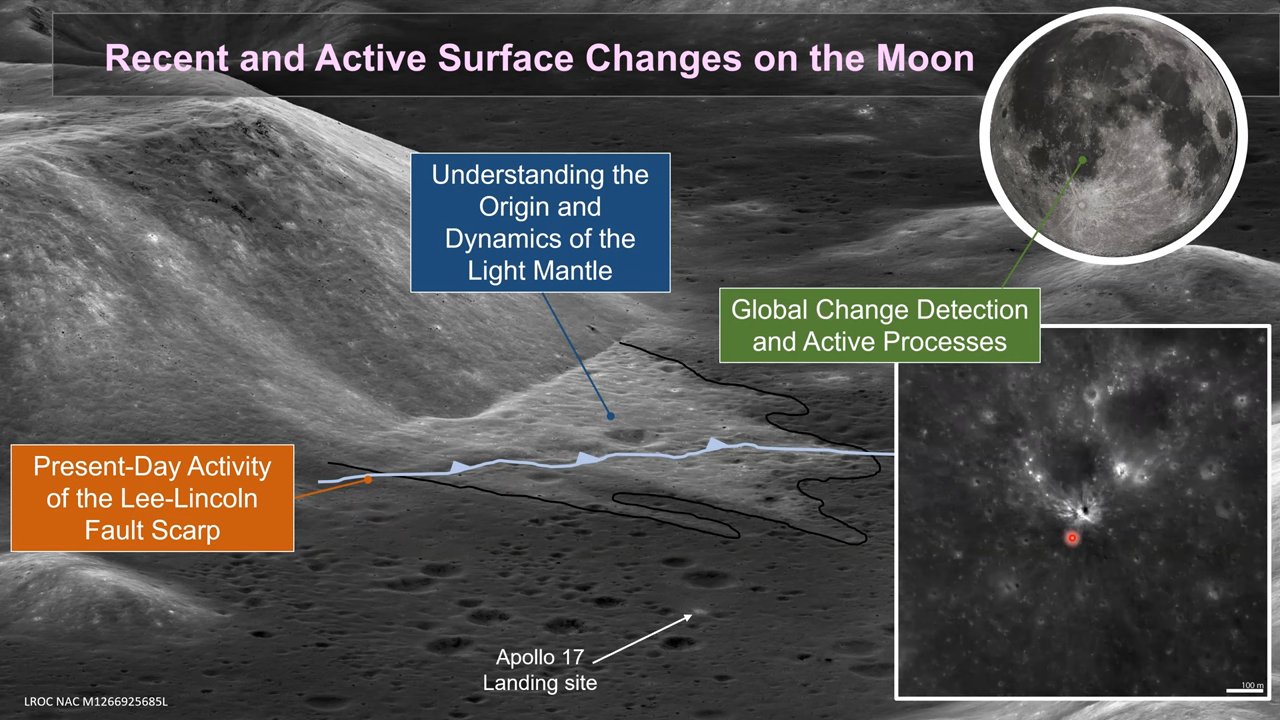 Recent and Active Surface Changes on the Moon
Understanding the
Origin and
Dynamics of the
Light Mantle
Global Change Detection
and Active Processes
Present-Day Activity
of the Lee-Lincoln
Fault Scarp
Apollo 17
Landing site
100 m
LROC NAC M1266925685L